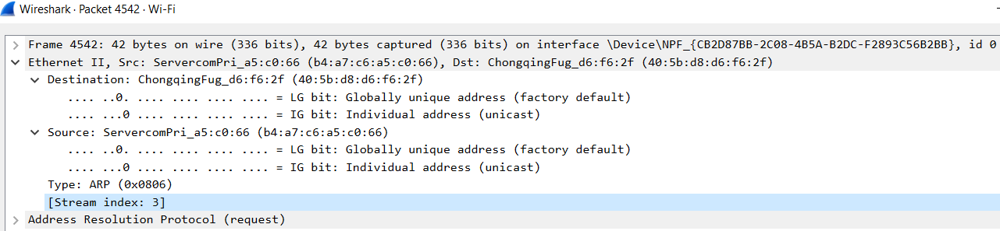 Wireshark · Packet 4542 · Wi-Fi
Frame 4542: 42 bytes on wire (336 bits), 42 bytes captured (336 bits) on interface \Device\NPF_{CB2D87BB-2C08-4B5A-B2DC-F2893C56B2BB}, id 0
Ethernet II, Src: ServercomPri_a5:c0:66 (b4:a7:c6:a5:c0:66), Dst: ChongqingFug_d6:f6:2f (40:5b:d8:d6:f6:2f)
Destination: ChongqingFug_d6:f6:2f (40:5b:d8:d6:f6:2f)
.... ..0. .... .... .... .... = LG bit: Globally unique address (factory default)
.... ...0 .... .... .... .... = IG bit: Individual address (unicast)
Source: ServercomPri_a5:c0:66 (b4:a7:c6:a5:c0:66)
.... ..0. .... .... .... .... = LG bit: Globally unique address (factory default)
.... ...0 .... .... .... .... = IG bit: Individual address (unicast)
Type: ARP (0x0806)
[Stream index: 3]
Address Resolution Protocol (request)